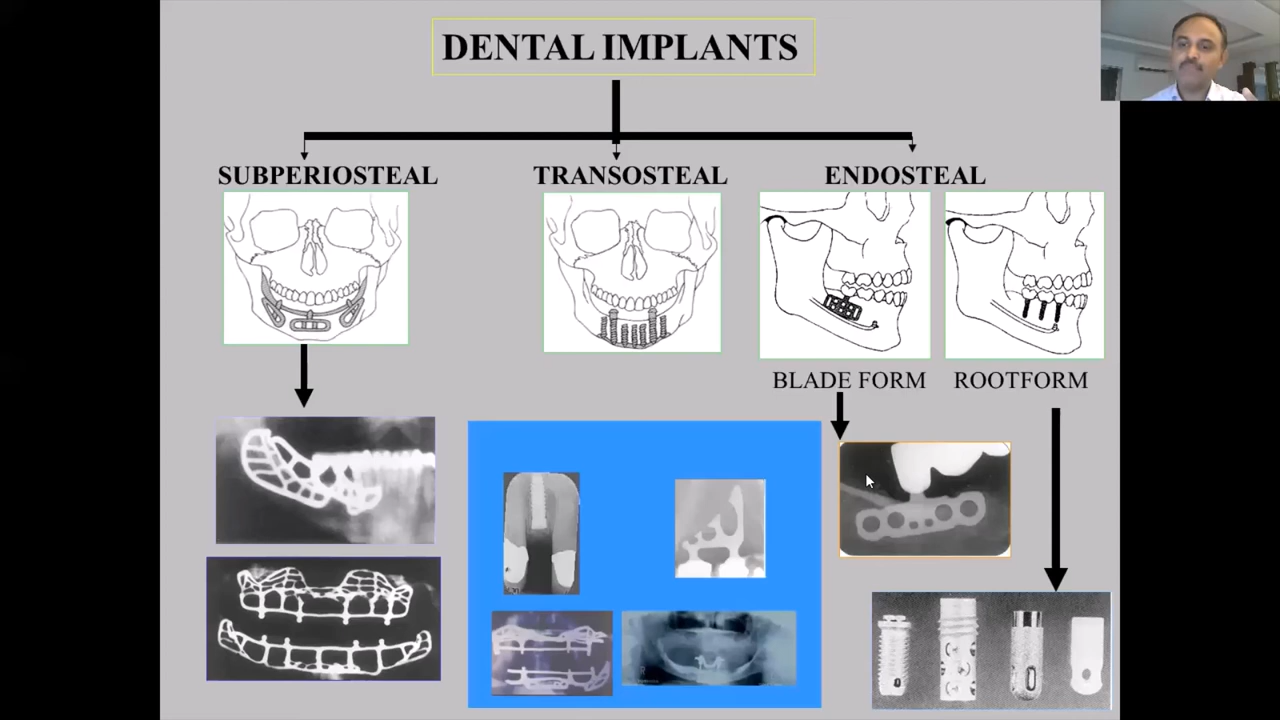 DENTAL IMPLANTS
SUBPERIOSTEAL
TRANSOSTEAL
ENDOSTEAL
BLADE FORM
ROOTFORM